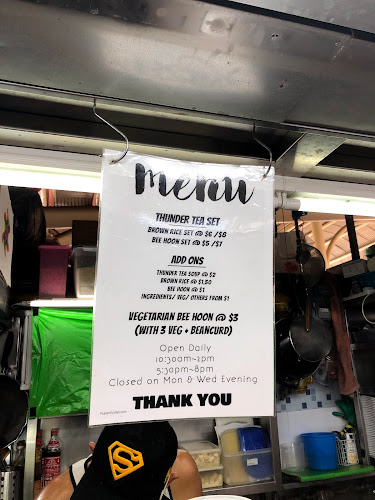 Menu
THUNDER TEA SET
BROWN RICE SET @ $6 /$8
BEE HOON SET @ $5 /$7
ADD ONS
THUNDER TEA SOUP @ $2
BROWN RICE @ $1.50
BEE HOON @ $1
INGREDIENTS/ VEG/ OTHERS FROM $1
VEGETARIAN BEE HOON @ $3
(WITH 3 VEG + BEANCURD)
Open Daily
10:30am-2pm
5:30pm-8pm
Closed on Mon & Wed Evening
THANK YOU
S